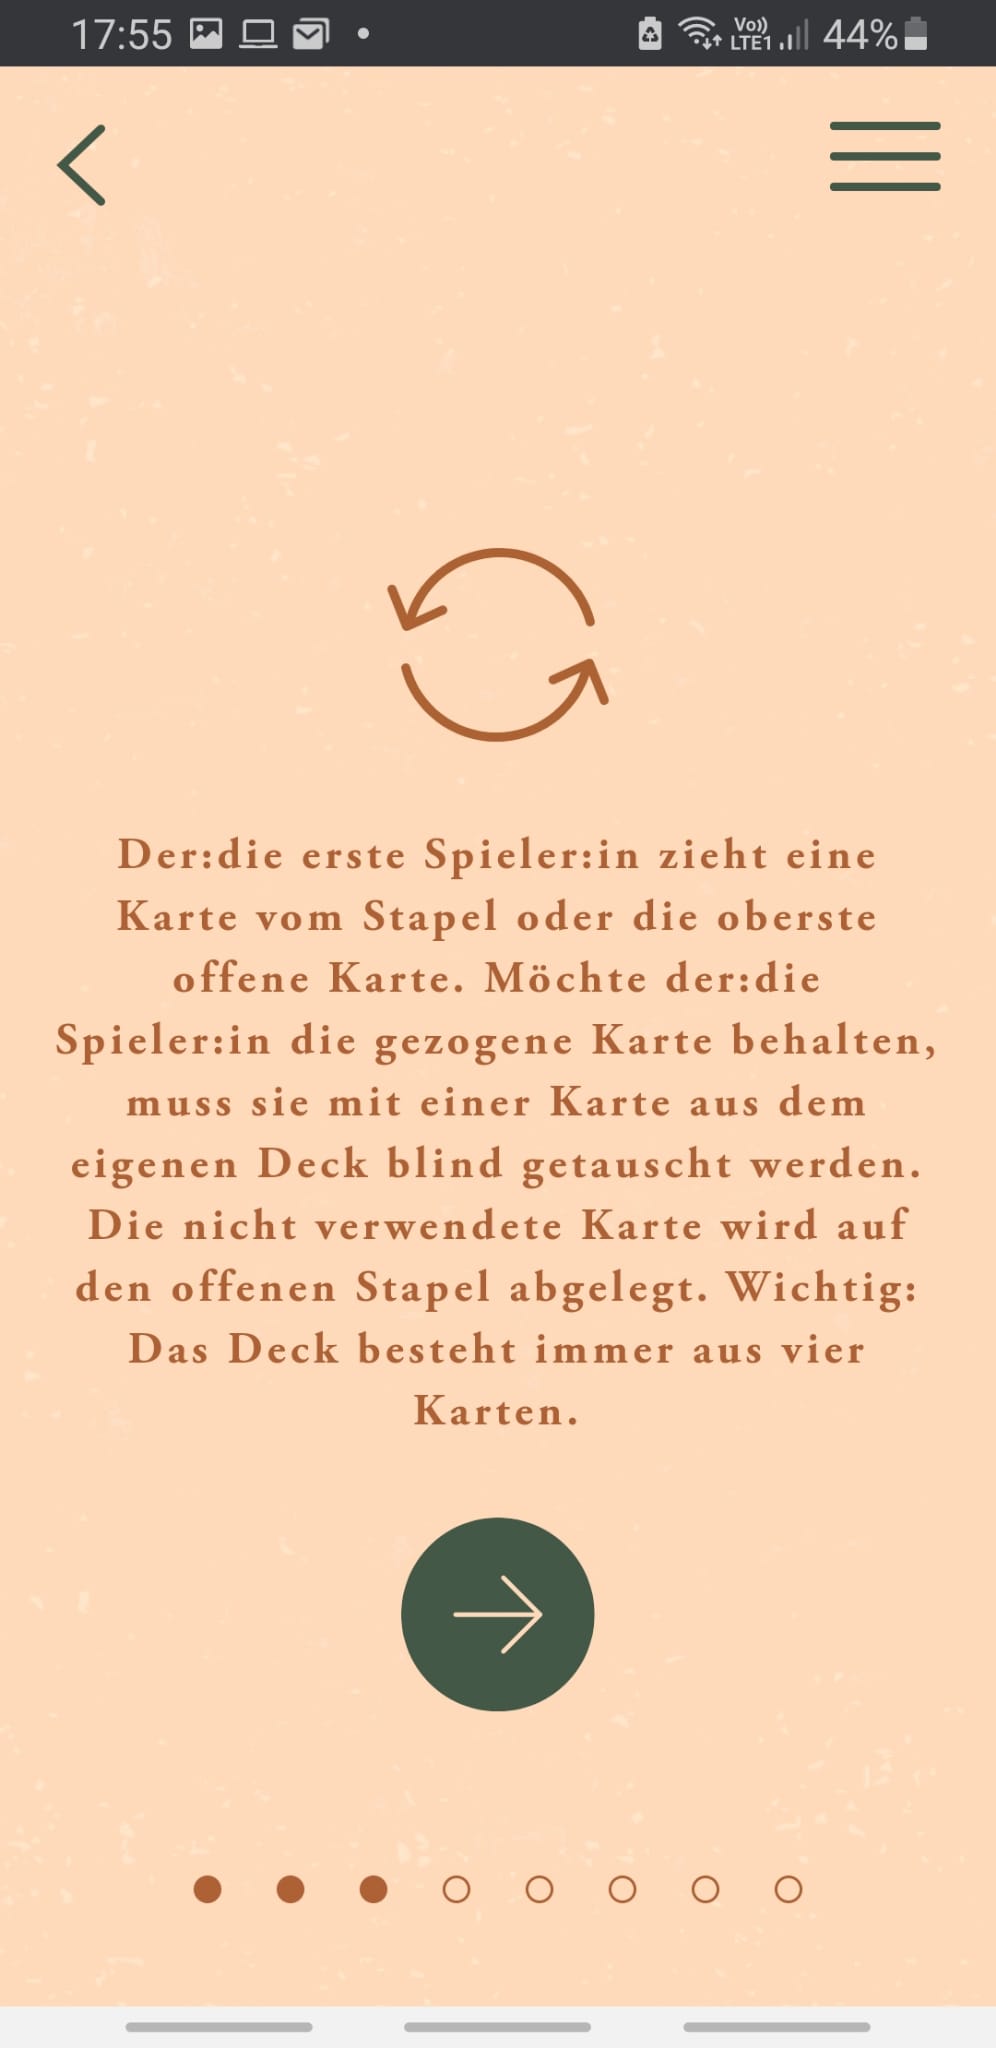 17:55
Vo)) LTE1 44%
Der:die erste Spieler:in zieht eine
Karte vom Stapel oder die oberste
offene Karte. Möchte der:die
Spieler:in die gezogene Karte behalten,
muss sie mit einer Karte aus dem
eigenen Deck blind getauscht werden.
Die nicht verwendete Karte wird auf
den offenen Stapel abgelegt. Wichtig:
Das Deck besteht immer aus vier
Karten.